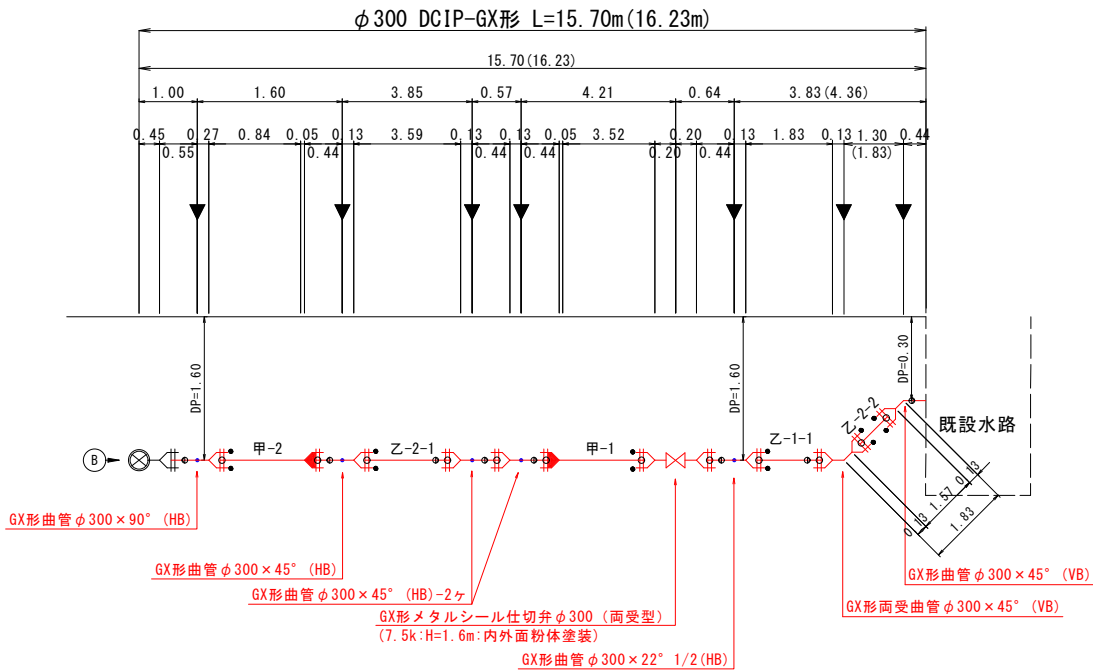 φ300 DCIP-GX形 L=15.70m(16.23m)
15.70(16.23)
1.00 1.60 3.85 0.57 4.21 0.64 3.83(4.36)
0.45 0.27 0.84 0.05 0.13 3.59 0.13 0.13 0.05 3.52 0.20 0.13 1.83 0.13 1.30 0.44
0.55 0.44 0.44 0.44 0.20 0.44 (1.83)
DP=1.60
DP=1.60
DP=0.30
B
甲-2
乙-2-1
甲-1
乙-1-1
乙-2-2
既設水路
0.13 1.57 0.13
1.83
GX形曲管φ300×90° (HB)
GX形曲管φ300×45° (HB)
GX形曲管φ300×45° (HB)-2ヶ
GX形メタルシール仕切弁φ300 (両受型)
(7.5k:H=1.6m:内外面粉体塗装)
GX形曲管φ300×22° 1/2(HB)
GX形曲管φ300×45° (VB)
GX形両受曲管φ300×45° (VB)